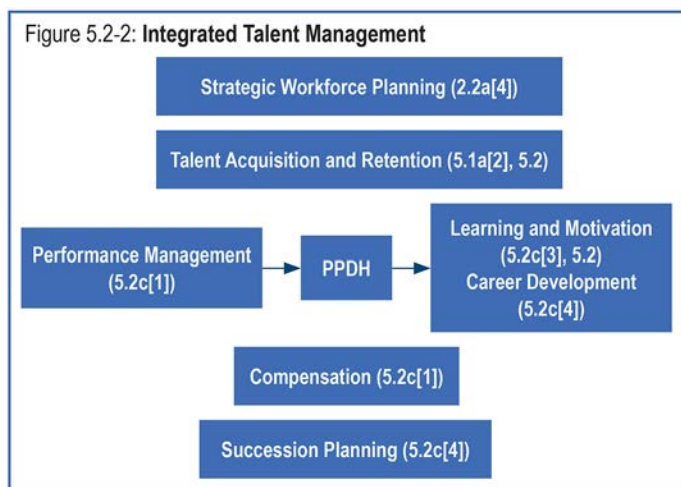 Figure 5.2-2: Integrated Talent Management
Strategic Workforce Planning (2.2a[4])
Talent Acquisition and Retention (5.1a[2], 5.2)
Performance Management
(5.2c[1])
PPDH
Learning and Motivation
(5.2c[3], 5.2)
Career Development
(5.2c[4])
Compensation (5.2c[1])
Succession Planning (5.2c[4])